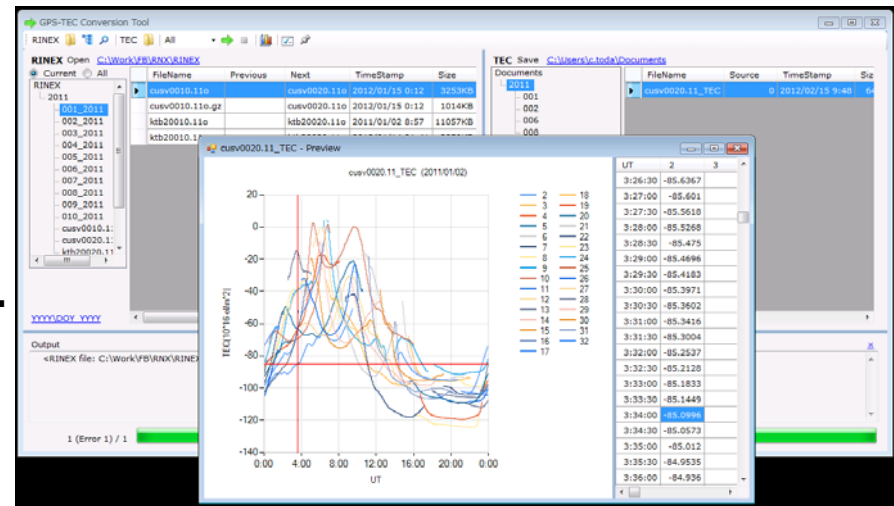 GPS-TEC Conversion Tool
RINEX TEC All
RINEX Open C:\Work\FB\RNX\RINEX
Current All
RINEX
2011
001_2011
002_2011
003_2011
004_2011
005_2011
006_2011
007_2011
008_2011
009_2011
010_2011
cusv0010.1
cusv0020.1
ktb20020.11
YYYY\DOY YYYY
FileName Previous Next TimeStamp Size
cusv0010.11o cusv0020.11o 2012/01/15 0:12 3253KB
cusv0010.11o.gz cusv0020.11o 2012/01/15 0:12 1014KB
ktb20010.11o ktb20020.11o 2011/01/02 8:57 11057KB
TEC Save C:\Users\c.toda\Documents
Documents
2011
001
002
006
008
FileName Source TimeStamp Siz
cusv0020.11_TEC 0 2012/02/15 9:48 64
Output
<RINEX file: C:\Work\FB\RNX\RINEX
x
1 (Error 1) / 1
cusv0020.11_TEC - Preview
cusv0020.11_TEC (2011/01/02)
TEC[10^16 el/m^2]
20
0
-20
-40
-60
-80
-100
-120
-140
0:00 4:00 8:00 12:00 16:00 20:00 0:00
UT
2 18
3 19
4 20
5 21
6 22
7 23
8 24
9 25
10 26
11 27
12 28
13 29
14 30
15 31
16 32
17
UT 2 3
3:26:30 -85.6367
3:27:00 -85.601
3:27:30 -85.5618
3:28:00 -85.5268
3:28:30 -85.475
3:29:00 -85.4696
3:29:30 -85.4183
3:30:00 -85.3971
3:30:30 -85.3602
3:31:00 -85.3416
3:31:30 -85.3004
3:32:00 -85.2537
3:32:30 -85.2128
3:33:00 -85.1833
3:33:30 -85.1449
3:34:00 -85.0996
3:34:30 -85.0573
3:35:00 -85.012
3:35:30 -84.9535
3:36:00 -84.936